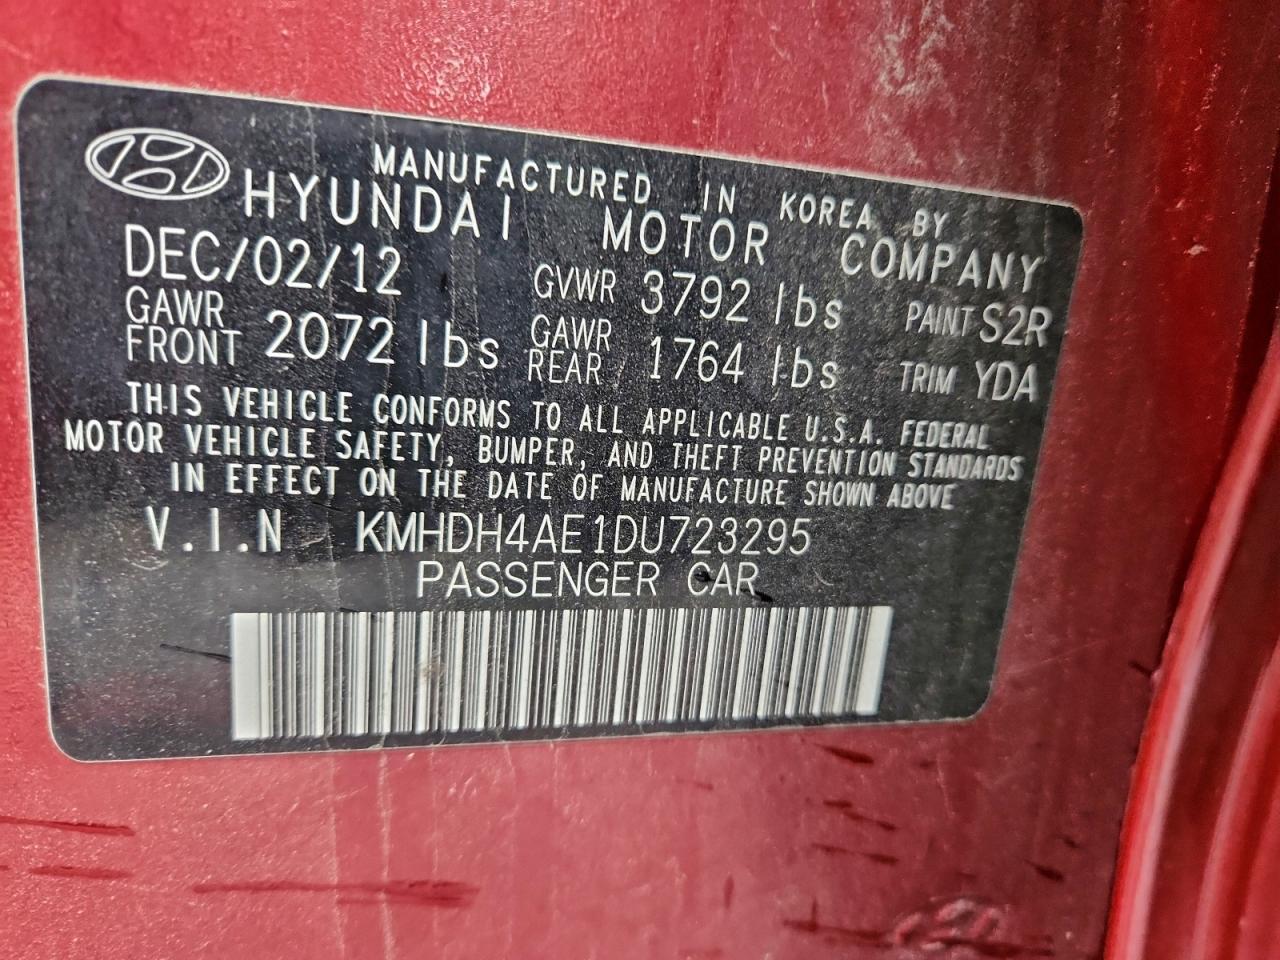 MANUFACTURED IN KOREA BY
HYUNDAI MOTOR COMPANY
DEC/02/12 GVWR 3792 lbs PAINT S2R
GAWR FRONT 2072 lbs GAWR REAR 1764 lbs TRIM YDA
THIS VEHICLE CONFORMS TO ALL APPLICABLE U.S.A. FEDERAL
MOTOR VEHICLE SAFETY, BUMPER, AND THEFT PREVENTION STANDARDS
IN EFFECT ON THE DATE OF MANUFACTURE SHOWN ABOVE
V.I.N KMHDH4AE1DU723295
PASSENGER CAR